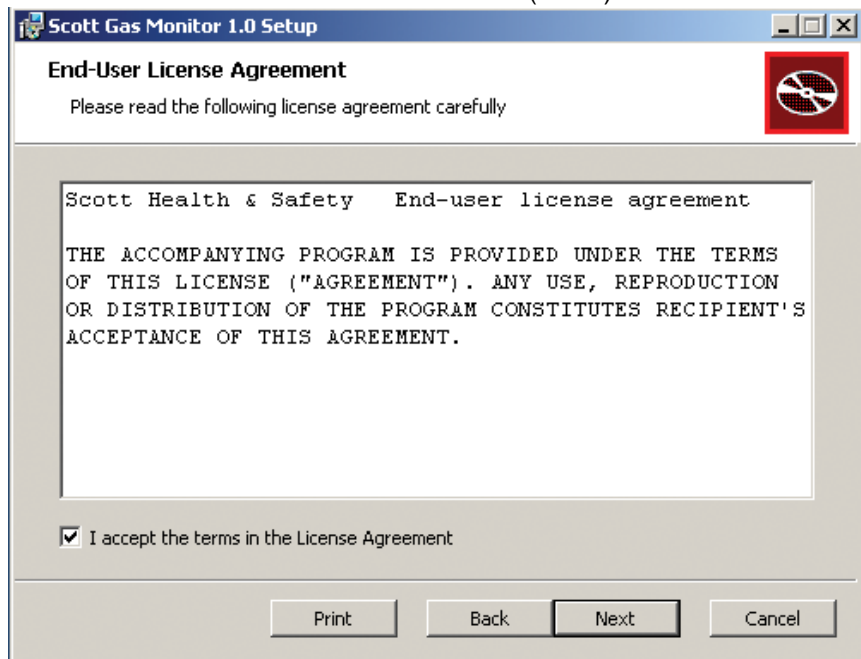 Scott Gas Monitor 1.0 Setup
End-User License Agreement
Please read the following license agreement carefully
Scott Health & Safety   End-user license agreement
THE ACCOMPANYING PROGRAM IS PROVIDED UNDER THE TERMS
OF THIS LICENSE ("AGREEMENT"). ANY USE, REPRODUCTION
OR DISTRIBUTION OF THE PROGRAM CONSTITUTES RECIPIENT'S
ACCEPTANCE OF THIS AGREEMENT.
I accept the terms in the License Agreement
Print Back Next Cancel